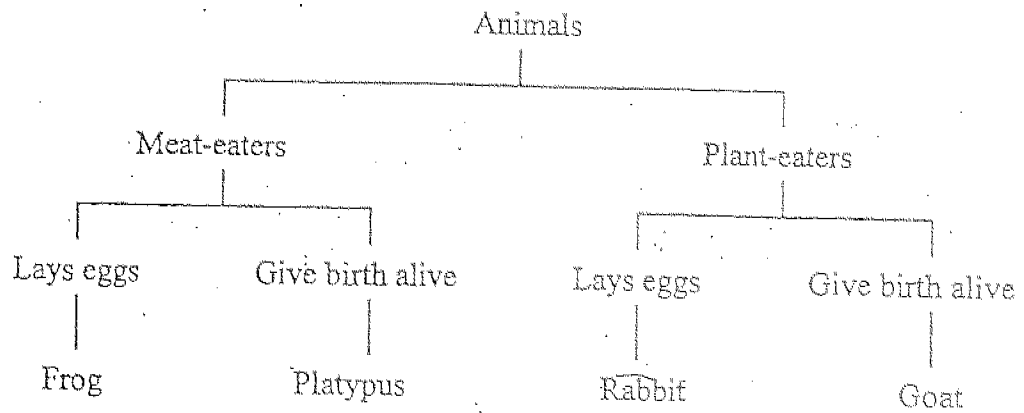 Animals
Meat-eaters
Plant-eaters
Lays eggs
Give birth alive
Lays eggs
Give birth alive
Frog
Platypus
Rabbit
Goat